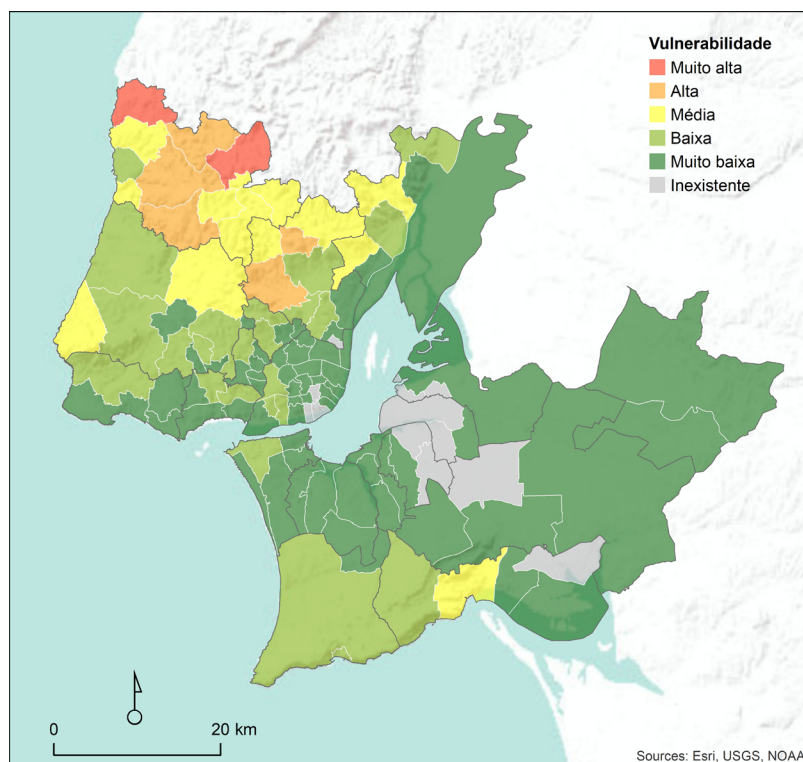 Vulnerabilidade
Muito alta
Alta
Média
Baixa
Muito baixa
Inexistente
0 20 km
Sources: Esri, USGS, NOAA